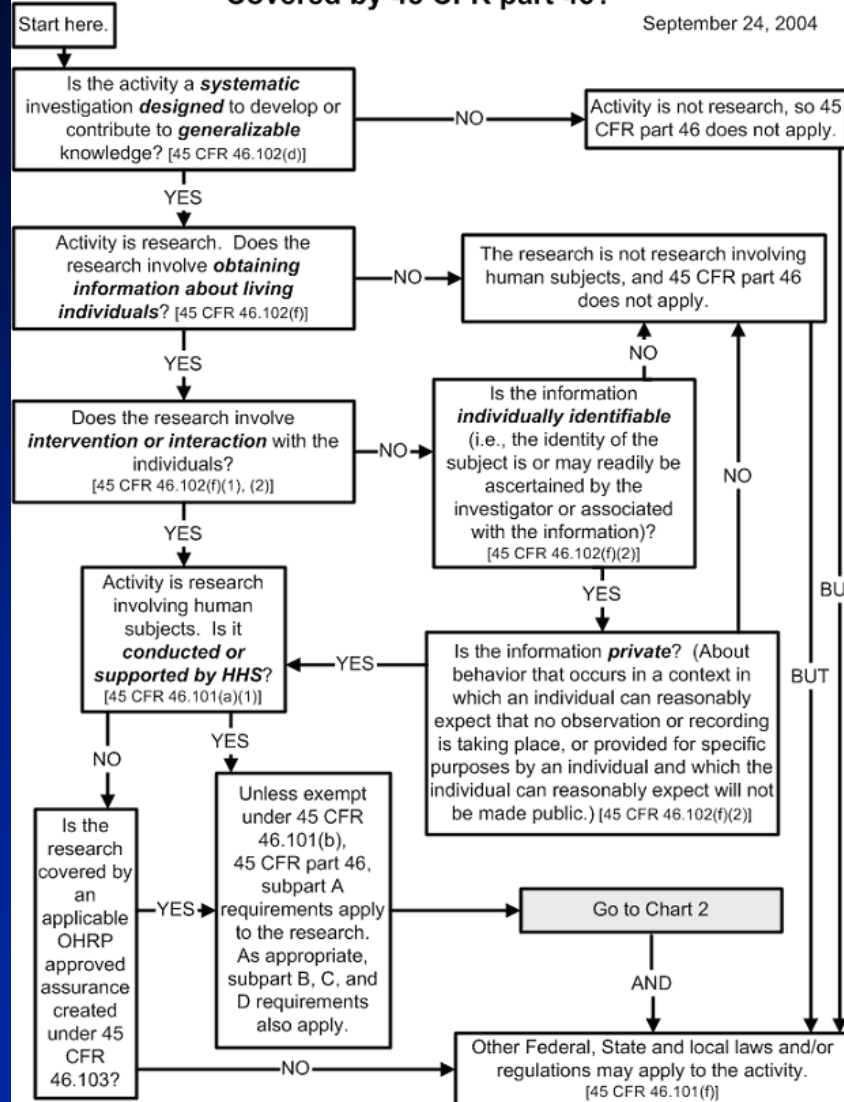 Covered by 45 CFR part 46?
September 24, 2004
Start here.
Is the activity a systematic
investigation designed to develop or
contribute to generalizable
knowledge? [45 CFR 46.102(d)]
NO
Activity is not research, so 45
CFR part 46 does not apply.
YES
Activity is research. Does the
research involve obtaining
information about living
individuals? [45 CFR 46.102(f)]
NO
The research is not research involving
human subjects, and 45 CFR part 46
does not apply.
YES
NO
Does the research involve
intervention or interaction with the
individuals?
[45 CFR 46.102(f)(1), (2)]
NO
Is the information
individually identifiable
(i.e., the identity of the
subject is or may readily be
ascertained by the
investigator or associated
with the information)?
[45 CFR 46.102(f)(2)]
NO
YES
YES
BU
Activity is research
involving human
subjects. Is it
conducted or
supported by HHS?
[45 CFR 46.101(a)(1)]
YES
Is the information private? (About
behavior that occurs in a context in
which an individual can reasonably
expect that no observation or recording
is taking place, or provided for specific
purposes by an individual and which the
individual can reasonably expect will not
be made public.) [45 CFR 46.102(f)(2)]
BUT
NO
YES
Is the
research
covered by
an
applicable
OHRP
approved
assurance
created
under 45
CFR
46.103?
YES
Unless exempt
under 45 CFR
46.101(b),
45 CFR part 46,
subpart A
requirements apply
to the research.
As appropriate,
subpart B, C, and
D requirements
also apply.
Go to Chart 2
AND
NO
Other Federal, State and local laws and/or
regulations may apply to the activity.
[45 CFR 46.101(f)]